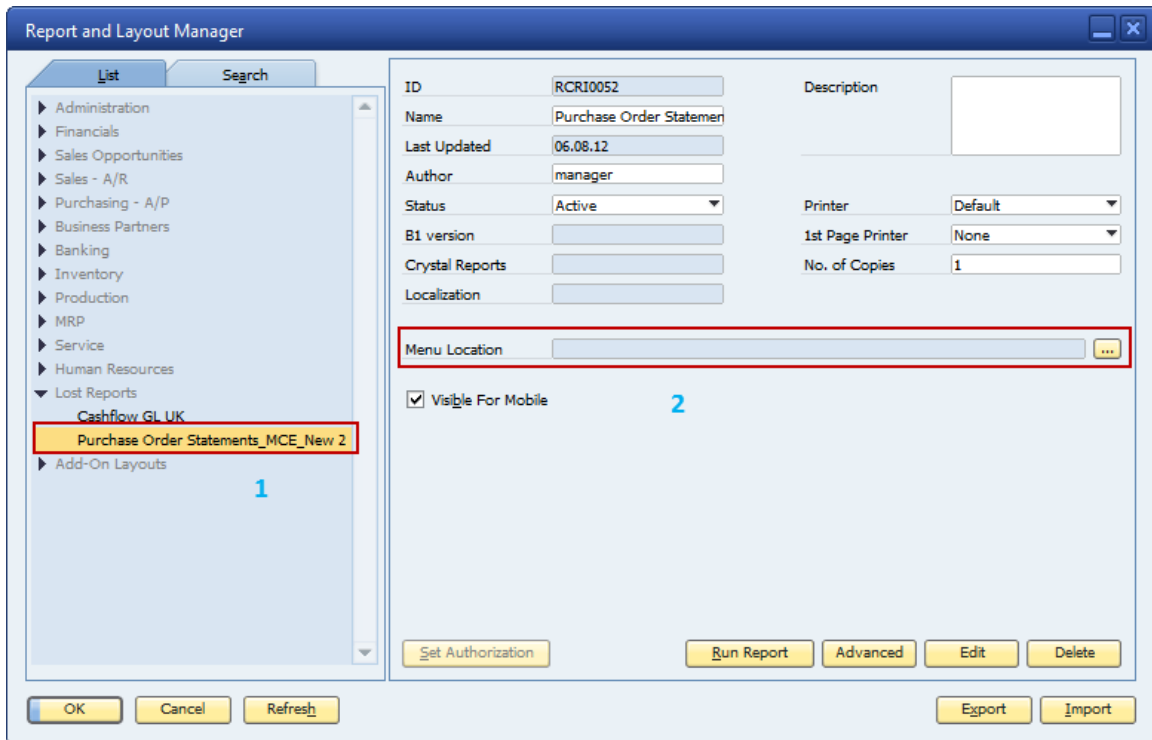 Report and Layout Manager
List Search
Administration
Financials
Sales Opportunities
Sales - A/R
Purchasing - A/P
Business Partners
Banking
Inventory
Production
MRP
Service
Human Resources
Lost Reports
Cashflow GL UK
Purchase Order Statements_MCE_New 2
Add-On Layouts
1
ID RCRI0052 Description
Name Purchase Order Statemen
Last Updated 06.08.12
Author manager
Status Active Printer Default
B1 version 1st Page Printer None
Crystal Reports No. of Copies 1
Localization
Menu Location ...
Visible For Mobile
2
Set Authorization Run Report Advanced Edit Delete
OK Cancel Refresh Export Import